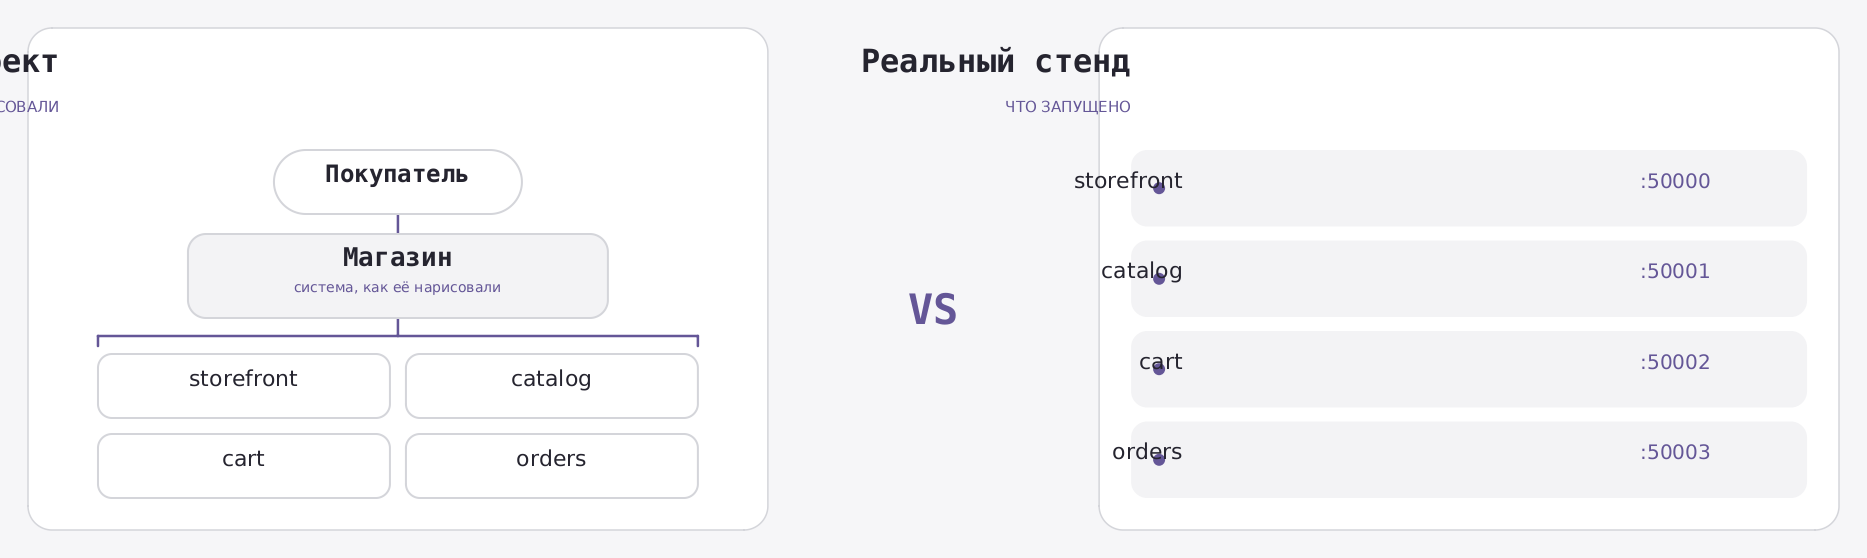 ект
СОВАЛИ
Покупатель
Магазин
система, как её нарисовали
storefront
catalog
cart
orders
VS
Реальный стенд
ЧТО ЗАПУЩЕНО
storefront :50000
catalog :50001
cart :50002
orders :50003